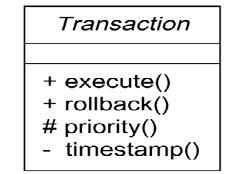 Transaction
+ execute()
+ rollback()
# priority()
- timestamp()